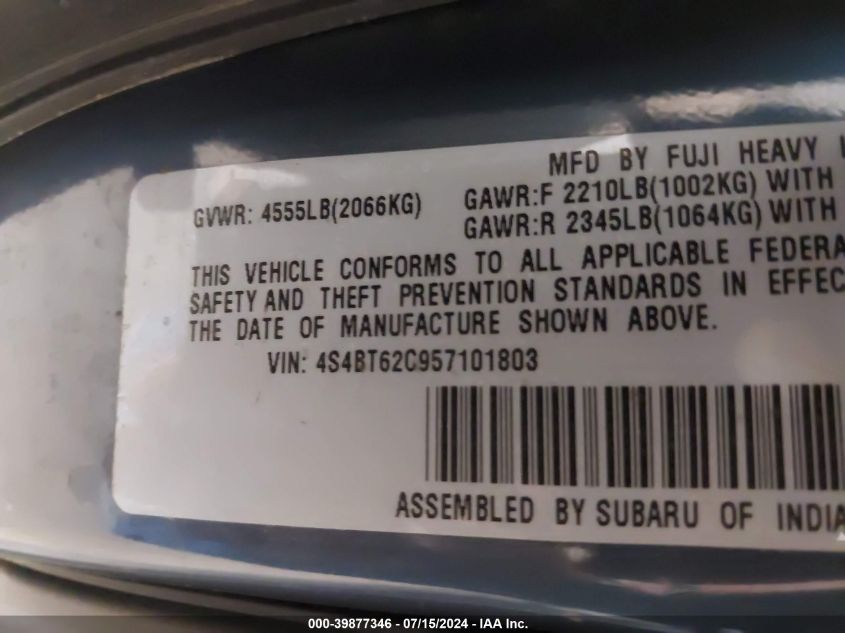 MFD BY FUJI HEAVY
GVWR: 4555LB(2066KG) GAWR:F 2210LB(1002KG) WITH
GAWR:R 2345LB(1064KG) WITH
THIS VEHICLE CONFORMS TO ALL APPLICABLE FEDERA
SAFETY AND THEFT PREVENTION STANDARDS IN EFFEC
THE DATE OF MANUFACTURE SHOWN ABOVE.
VIN: 4S4BT62C957101803
ASSEMBLED BY SUBARU OF INDIA
000-39877346 - 07/15/2024 - IAA Inc.